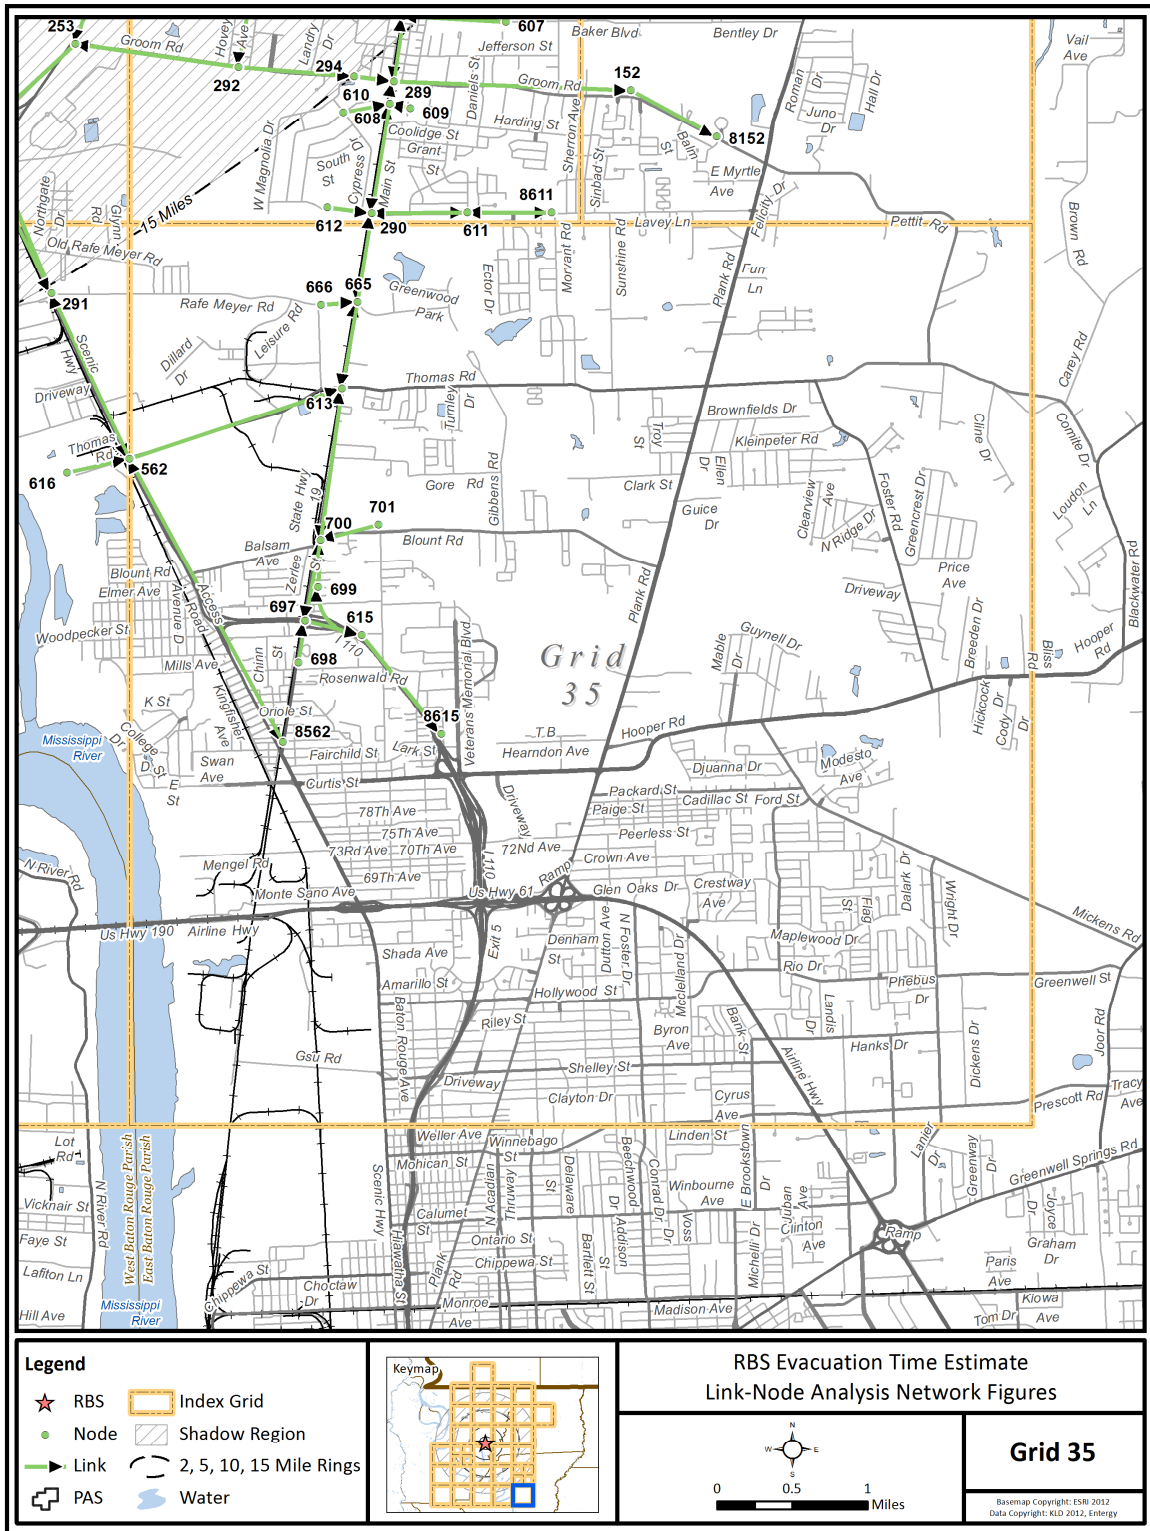 253
607
Baker Blvd
Bentley Dr
Vail
Ave
Groom Rd
Hovey
Ave
Landry
Dr
Jefferson St
292
294
610
289
Daniels St
Groom Rd
152
Roman
Dr
Hall Dr
Juno
Dr
608
609
Coolidge St
Harding St
Grant
St
Sherron Ave
8152
Balm
St
W Magnolia Dr
South
St
Cypress
Dr
Main St
Sinbad St
E Myrtle
Ave
Northgate
Dr
Glynn
Rd
15 Miles
612
290
611
8611
Lavey Ln
Felicity Dr
Pettit Rd
Brown Rd
Old Rafe Meyer Rd
Morvant Rd
Sunshine Rd
Ector Dr
Plank Rd
Fun
Ln
291
Rafe Meyer Rd
666
665
Greenwood
Park
Leisure Rd
Scenic
Hwy
Dillard
Dr
Carey Rd
Driveway
613
Thomas Rd
Turnley
Dr
Brownfields Dr
Kleinpeter Rd
Troy
St
Ellen
Dr
Cline Dr
Comite Dr
Thomas
Rd
562
616
Gore Rd
Gibbens Rd
Clark St
Guice
Dr
Clearview
Ave
N Ridge Dr
Foster Rd
Greencrest Dr
Loudon
Ln
State Hwy
19
701
700
Blount Rd
Balsam
Ave
Zerlee
St
Blount Rd
Elmer Ave
Avenue D
Access
Road
Price
Ave
Driveway
Plank Rd
Blackwater Rd
699
697
615
I 110
Woodpecker St
Mills Ave
Chinn
St
698
Rosenwald Rd
Veterans Memorial Blvd
Grid
35
Mable
Dr
Guynell Dr
Breeden Dr
Bliss
Rd
Hooper
Rd
K St
Kingfisher
Ave
Oriole St
8615
8562
Lark St
Fairchild St
T.B.
Hearndon Ave
Hooper Rd
Hickcock
Dr
Cody
Dr
Mississippi
River
College
Dr
D St
E
St
Swan
Ave
Curtis St
Djuanna Dr
Modesto
Ave
Driveway
Packard St
Cadillac St
Ford St
Paige St
78Th Ave
75Th Ave
73Rd Ave
70Th Ave
72Nd Ave
Peerless St
Crown Ave
N River Rd
Mengel Rd
69Th Ave
I 110
Ramp
Monte Sano Ave
Us Hwy 61
Glen Oaks Dr
Crestway
Ave
Dalark Dr
Wright Dr
Flag
St
Mickens Rd
Us Hwy 190
Airline Hwy
Shada Ave
Exit 5
Denham
St
Dutton Ave
N Foster Dr
Mcclelland Dr
Maplewood Dr
Rio Dr
Phebus
Dr
Greenwell St
Amarillo St
Hollywood St
Riley St
Byron
Ave
Bank St
Landis
Dr
Baton Rouge Ave
Gsu Rd
Shelley St
Driveway
Clayton Dr
Cyrus
Ave
Airline Hwy
Hanks Dr
Dickens Dr
Joor Rd
Tracy
Ave
Prescott Rd
Lot
Rd
Weller Ave
Winnebago
St
Linden St
Mohican St
Scenic Hwy
Beechwood
Dr
Conrad Dr
E Brookstown
Dr
Lanier
Dr
Greenway
Dr
Greenwell Springs Rd
West Baton Rouge Parish
East Baton Rouge Parish
N River Rd
Vicknair St
N Acadian
Thruway
Delaware
St
Winbourne
Ave
Juban
Ave
Calumet
St
Addison
St
Voss
Dr
Clinton
Ave
Joyce
Dr
Faye St
Ontario St
Michelli Dr
Ramp
Graham
Dr
Lafiton Ln
Chippewa St
Hiawatha St
Plank
Rd
Chippewa St
Bartlett St
Paris
Ave
Choctaw
Dr
Kiowa
Ave
Hill Ave
Mississippi
River
Monroe
Ave
Madison Ave
Tom Dr
Legend
RBS
Index Grid
Node
Shadow Region
Link
2, 5, 10, 15 Mile Rings
PAS
Water
Keymap
RBS Evacuation Time Estimate
Link-Node Analysis Network Figures
N
W
E
S
0
0.5
1
Miles
Grid 35
Basemap Copyright: ESRI 2012
Data Copyright: KLD 2012, Entergy